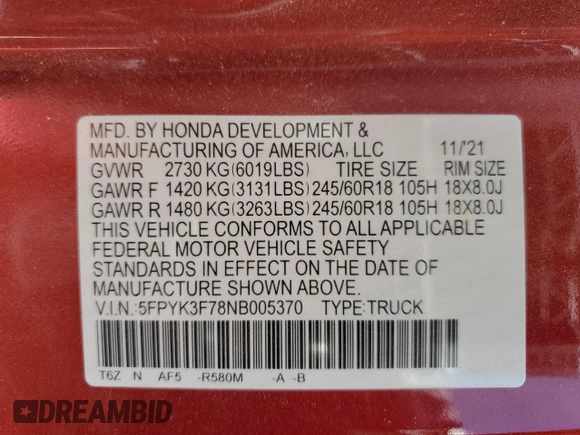 MFD. BY HONDA DEVELOPMENT &
MANUFACTURING OF AMERICA, LLC 11/'21
GVWR 2730 KG(6019LBS) TIRE SIZE RIM SIZE
GAWR F 1420 KG(3131LBS) 245/60R18 105H 18X8.0J
GAWR R 1480 KG(3263LBS) 245/60R18 105H 18X8.0J
THIS VEHICLE CONFORMS TO ALL APPLICABLE
FEDERAL MOTOR VEHICLE SAFETY
STANDARDS IN EFFECT ON THE DATE OF
MANUFACTURE SHOWN ABOVE.
V.I.N.:5FPYK3F78NB005370 TYPE:TRUCK
T6Z N AF5 -R580M -A -B
DREAMBID